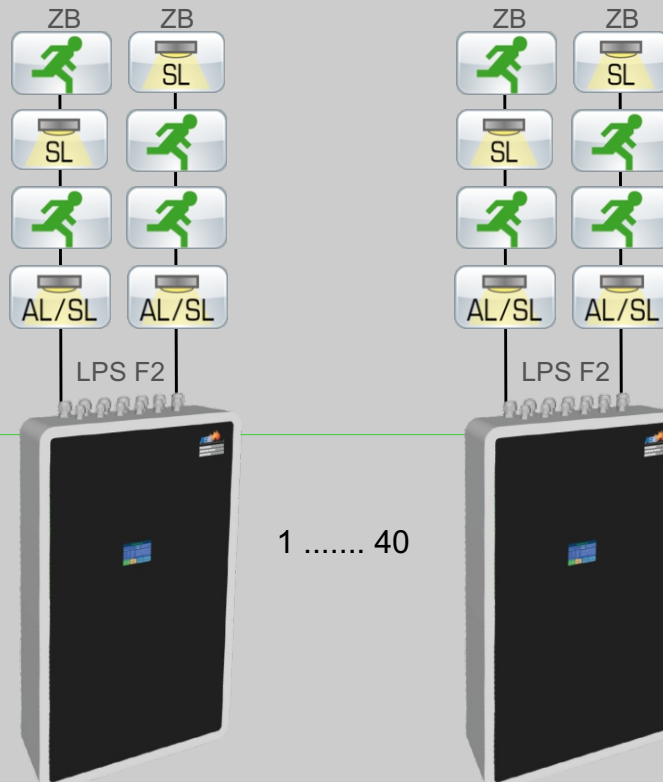 ZB ZB ZB ZB
SL SL
SL SL
AL/SL AL/SL AL/SL AL/SL
LPS F2 LPS F2
1 ....... 40